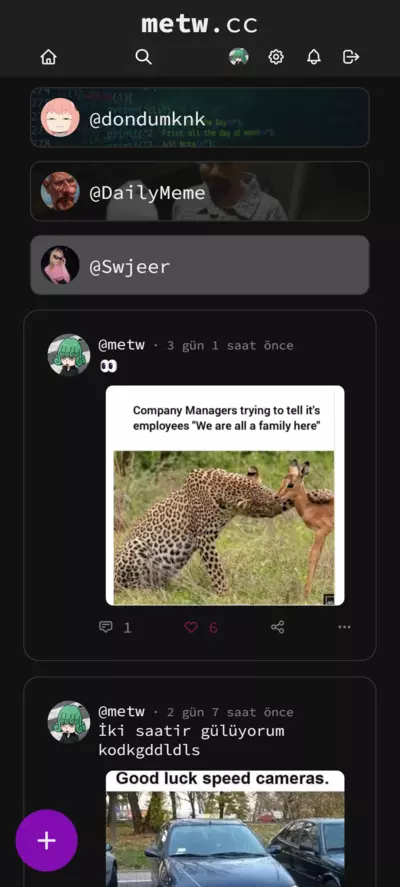 metw.cc
@dondumknk
@DailyMeme
@Swjeer
@metw · 3 gün 1 saat önce
👀
Company Managers trying to tell it's
employees "We are all a family here"
1 6
@metw · 2 gün 7 saat önce
İki saatir gülüyorum
kodkgddldls
Good luck speed cameras.